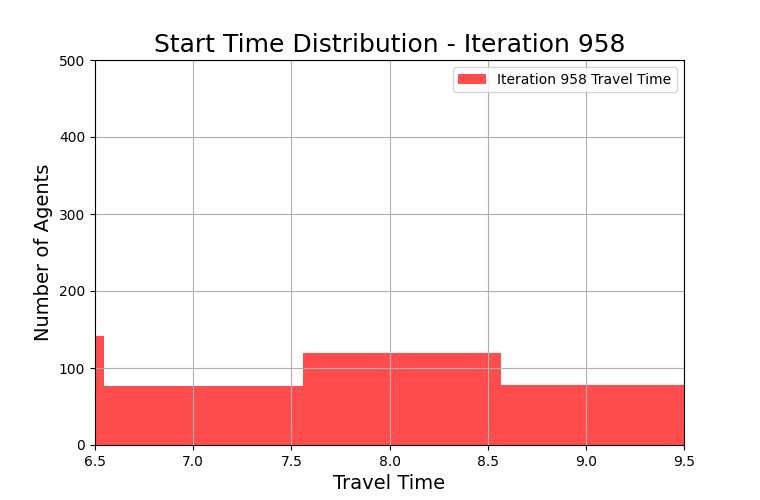 Start Time Distribution - Iteration 958
Iteration 958 Travel Time
500
400
300
200
100
0
Number of Agents
6.5 7.0 7.5 8.0 8.5 9.0 9.5
Travel Time